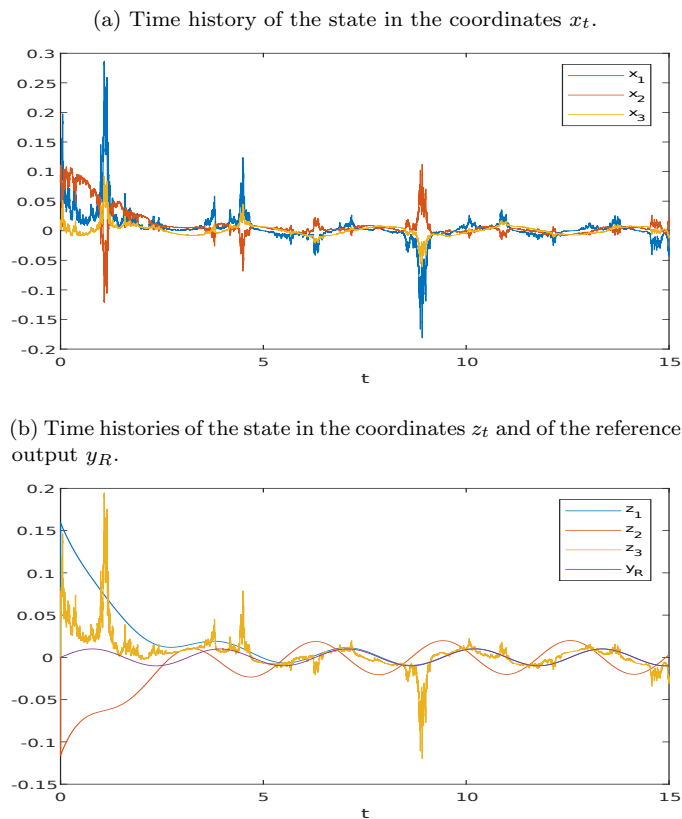 (a) Time history of the state in the coordinates x_t.
0.3
0.25
0.2
0.15
0.1
0.05
0
-0.05
-0.1
-0.15
-0.2
0 5 10 15
t
x_1
x_2
x_3
(b) Time histories of the state in the coordinates z_t and of the reference
output y_R.
0.2
0.15
0.1
0.05
0
-0.05
-0.1
-0.15
0 5 10 15
t
z_1
z_2
z_3
y_R